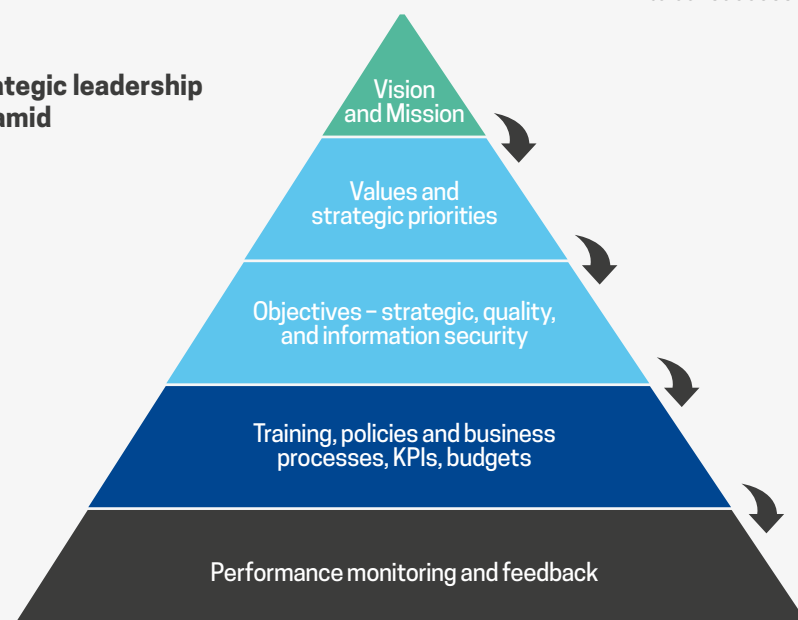 ategic leadership
amid
Vision
and Mission
Values and
strategic priorities
Objectives – strategic, quality,
and information security
Training, policies and business
processes, KPIs, budgets
Performance monitoring and feedback